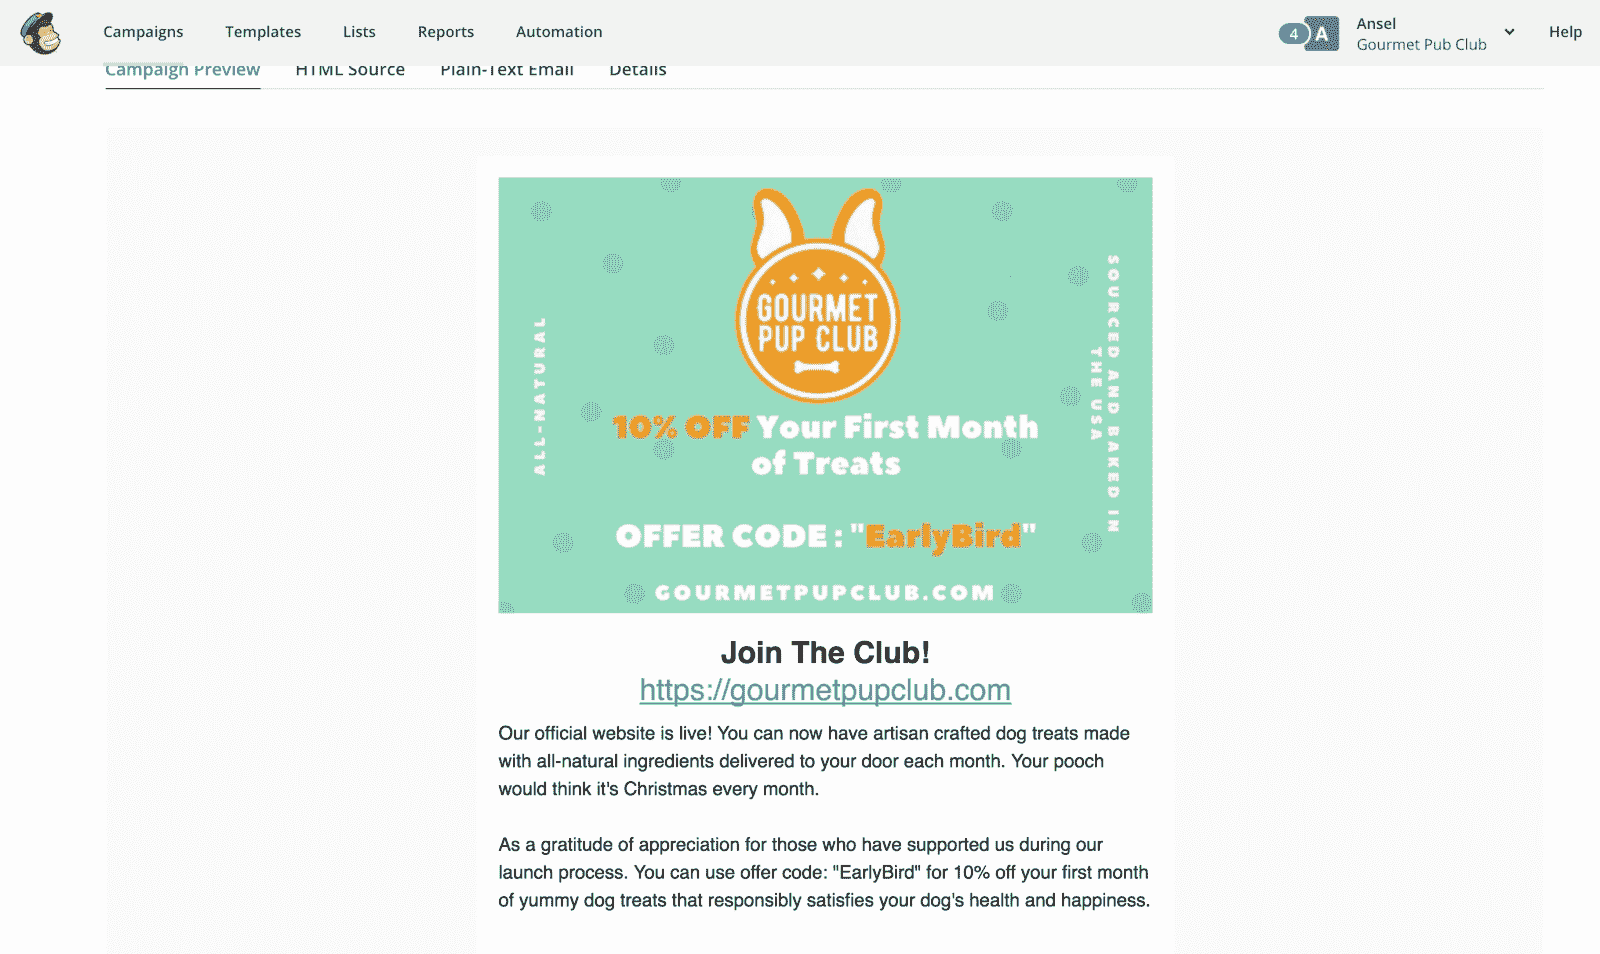 Campaigns Templates Lists Reports Automation
4 A Ansel
Gourmet Pub Club
Help
Campaign Preview HTML Source Plain-Text Email Details
GOURMET
PUP CLUB
ALL-NATURAL
SOURCED AND BAKED IN
THE USA
10% OFF Your First Month
of Treats
OFFER CODE : "EarlyBird"
GOURMETPUPCLUB.COM
Join The Club!
https://gourmetpupclub.com
Our official website is live! You can now have artisan crafted dog treats made
with all-natural ingredients delivered to your door each month. Your pooch
would think it's Christmas every month.
As a gratitude of appreciation for those who have supported us during our
launch process. You can use offer code: "EarlyBird" for 10% off your first month
of yummy dog treats that responsibly satisfies your dog's health and happiness.